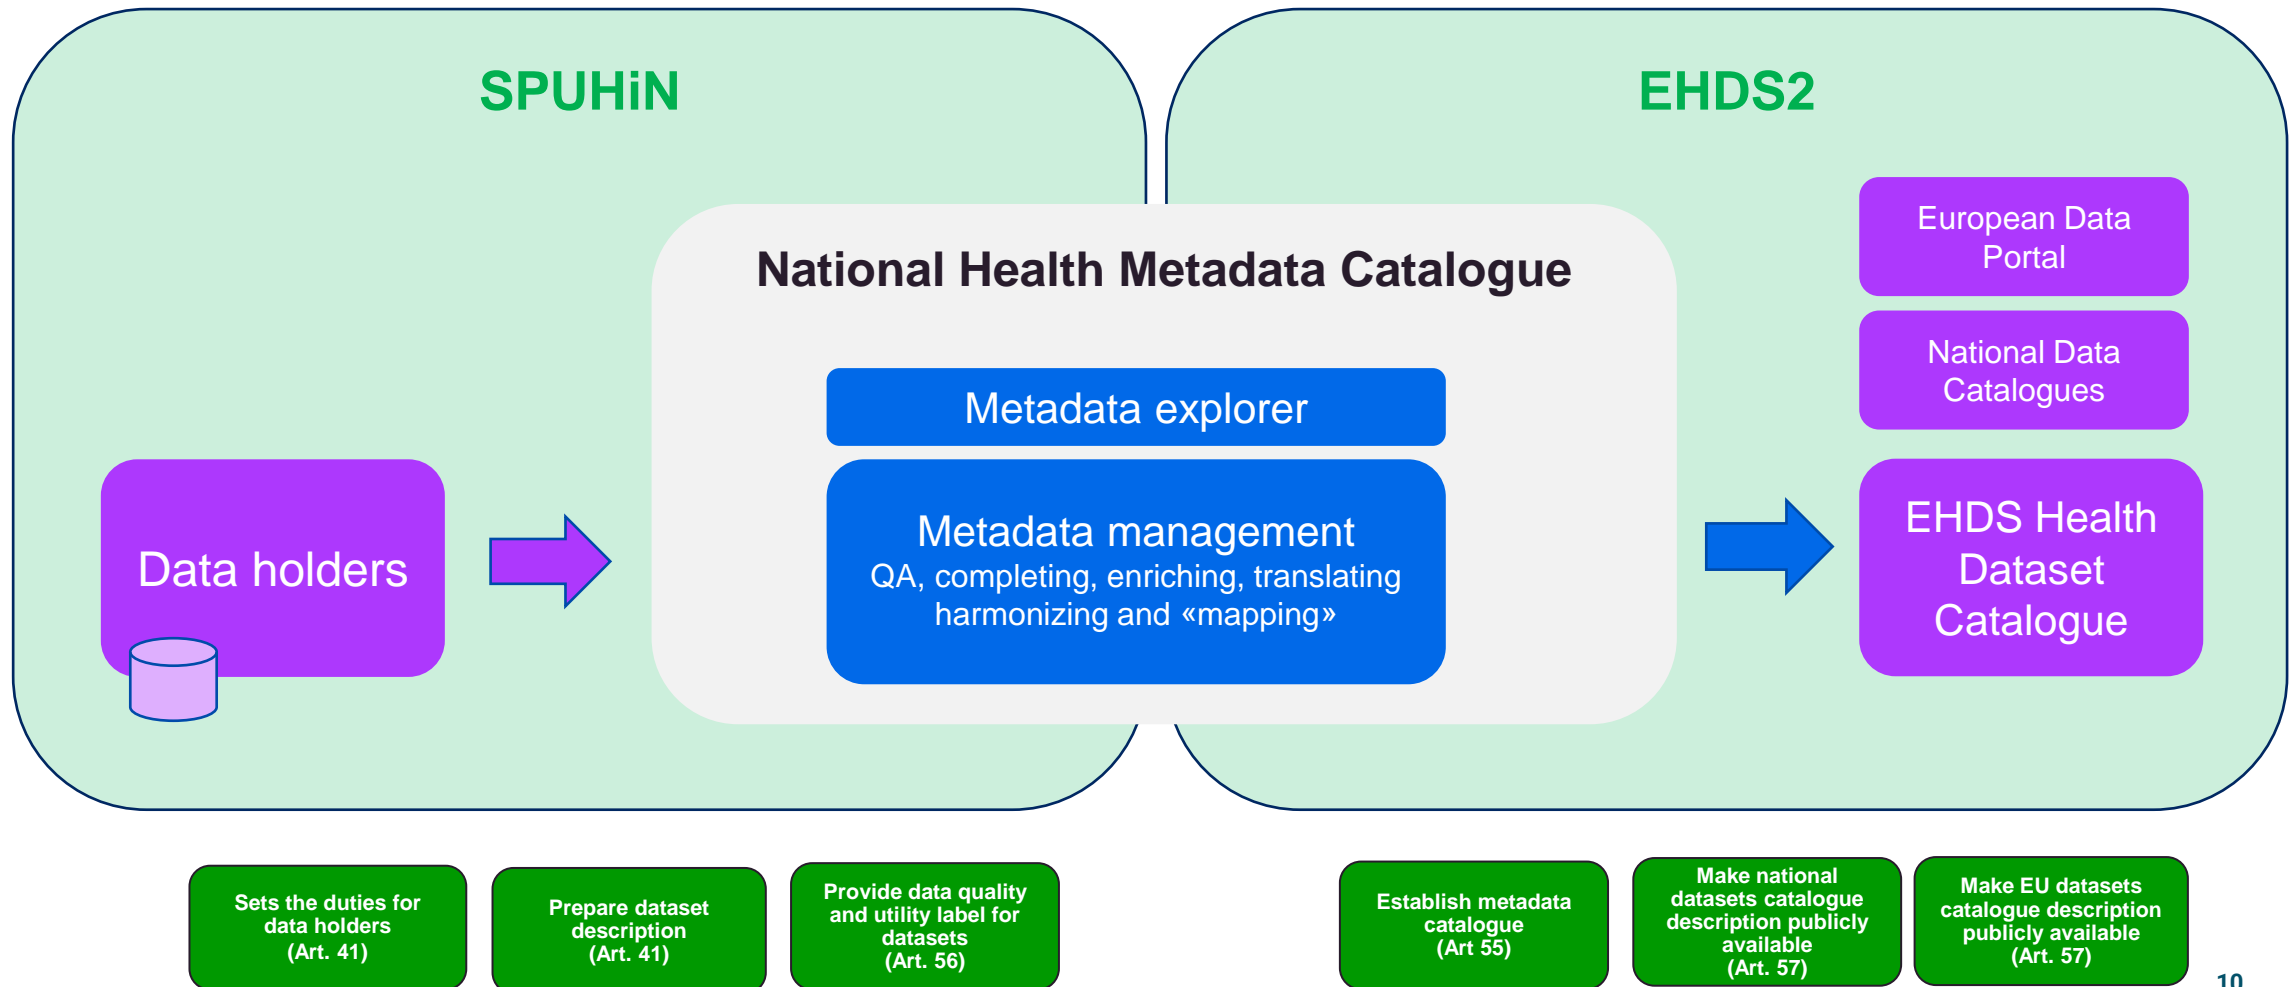 SPUHiN
EHDS2
National Health Metadata Catalogue
Metadata explorer
Metadata management
QA, completing, enriching, translating
harmonizing and «mapping»
Data holders
European Data
Portal
National Data
Catalogues
EHDS Health
Dataset
Catalogue
Sets the duties for
data holders
(Art. 41)
Prepare dataset
description
(Art. 41)
Provide data quality
and utility label for
datasets
(Art. 56)
Establish metadata
catalogue
(Art 55)
Make national
datasets catalogue
description publicly
available
(Art. 57)
Make EU datasets
catalogue description
publicly available
(Art. 57)
10